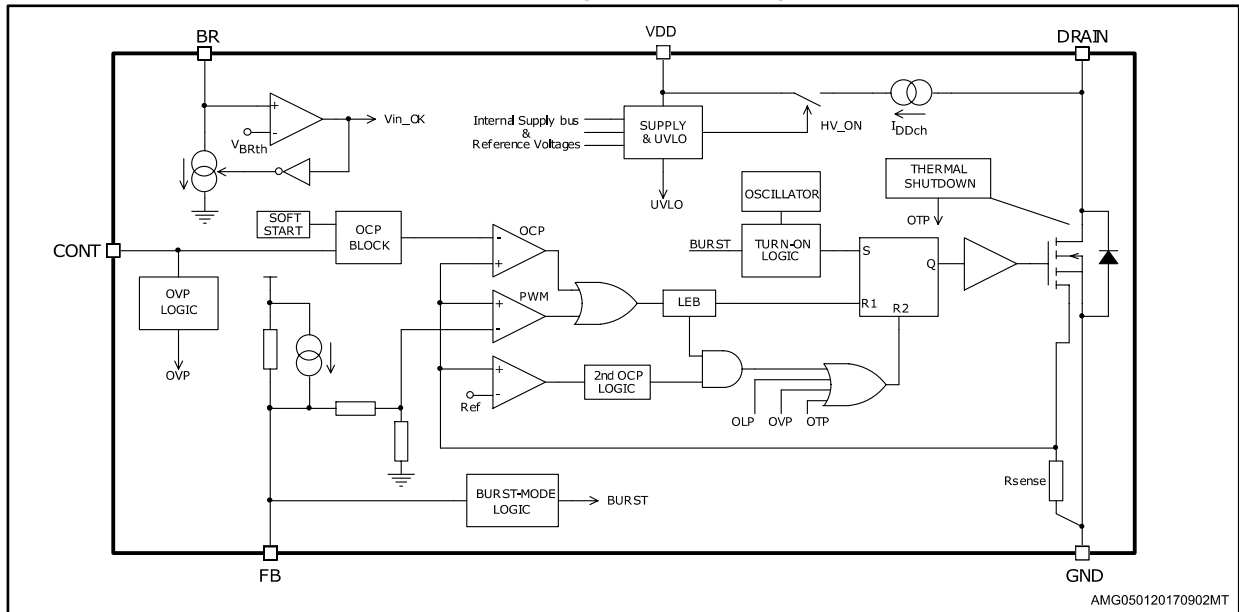 BR
VDD
DRAIN
Vin_OK
VBRth
Internal Supply bus
&
Reference Voltages
SUPPLY
& UVLO
HV_ON
IDDch
UVLO
THERMAL
SHUTDOWN
OTP
OSCILLATOR
BURST
TURN-ON
LOGIC
SOFT
START
OCP
BLOCK
OCP
CONT
OVP
LOGIC
OVP
PWM
LEB
S
Q
R1
R2
2nd OCP
LOGIC
Ref
OLP
OVP
OTP
Rsense
BURST-MODE
LOGIC
BURST
FB
GND
AMG050120170902MT